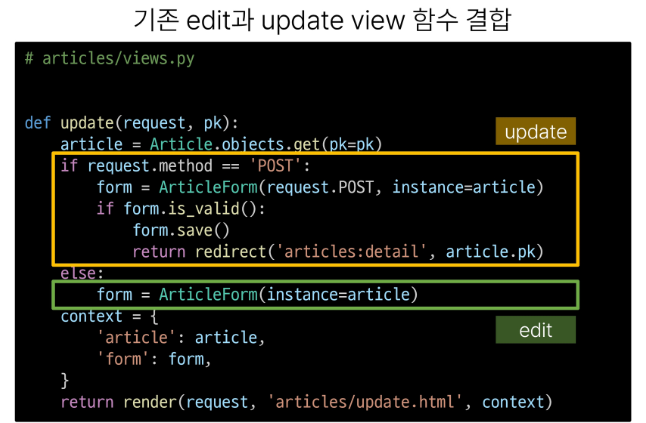 기존 edit과 update view 함수 결합
# articles/views.py
def update(request, pk):
update
    article = Article.objects.get(pk=pk)
    if request.method == 'POST':
        form = ArticleForm(request.POST, instance=article)
        if form.is_valid():
            form.save()
            return redirect('articles:detail', article.pk)
    else:
        form = ArticleForm(instance=article)
    context = {
edit
        'article': article,
        'form': form,
    }
    return render(request, 'articles/update.html', context)